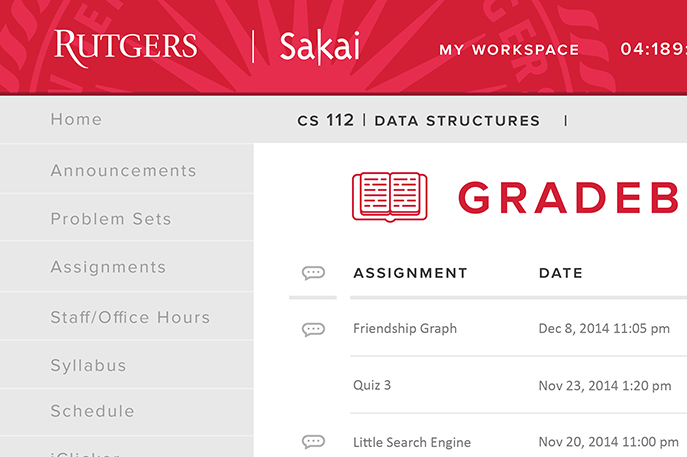 RUTGERS | Sakai MY WORKSPACE 04:189:
Home
CS 112 | DATA STRUCTURES |
Announcements
Problem Sets
Assignments
Staff/Office Hours
Syllabus
Schedule
GRADEB
ASSIGNMENT DATE
Friendship Graph Dec 8, 2014 11:05 pm
Quiz 3 Nov 23, 2014 1:20 pm
Little Search Engine Nov 20, 2014 11:00 pm